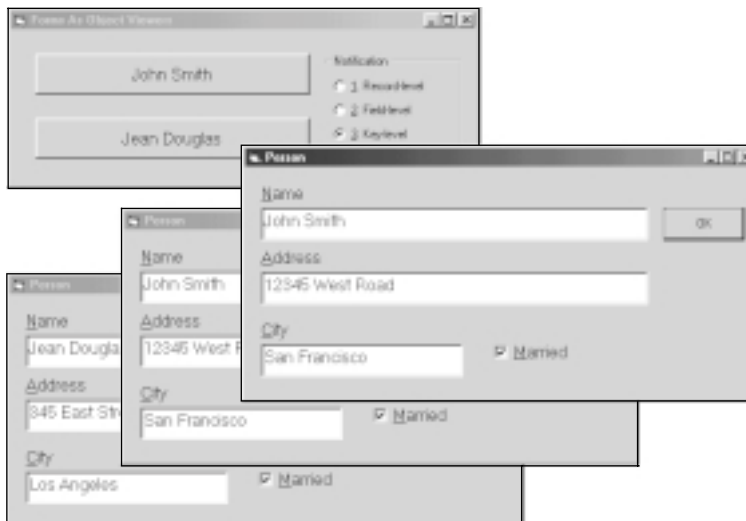 Forms As Object Viewers
John Smith
Jean Douglas
Notification
1 Record-level
2 Field-level
3 Key-level
Person
Name
John Smith
OK
Address
12345 West Road
City
San Francisco
Married
Person
Name
John Smith
Address
12345 West
City
San Francisco
Married
Person
Name
Jean Dougla
Address
345 East Str
City
Los Angeles
Married